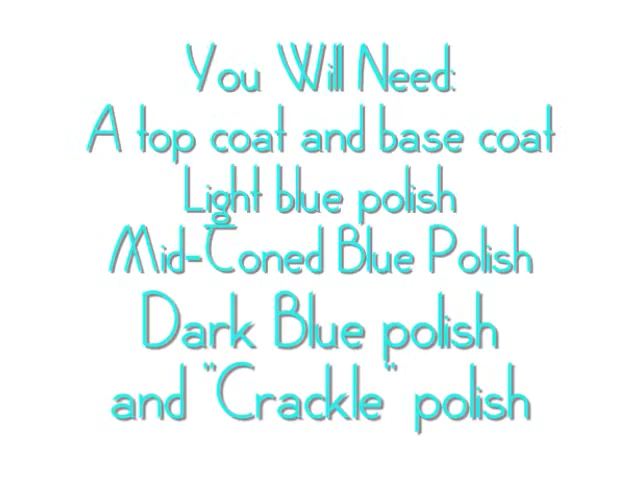 You Will Need:
A top coat and base coat
Light blue polish
Mid-Toned Blue Polish
Dark Blue polish
and "Crackle" polish